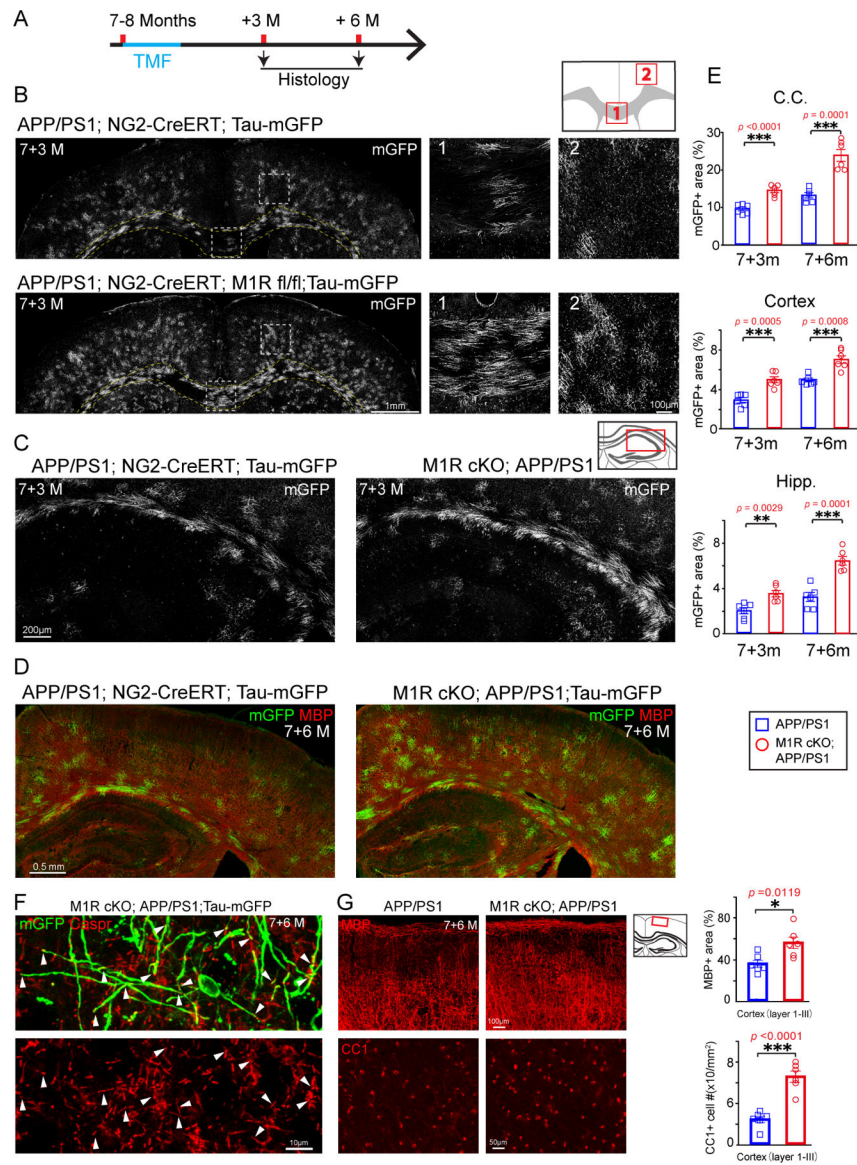 A
7-8 Months
+3 M
+ 6 M
TMF
Histology
B
APP/PS1; NG2-CreERT; Tau-mGFP
7+3 M
mGFP
1
2
1
2
APP/PS1; NG2-CreERT; M1R fl/fl;Tau-mGFP
7+3 M
mGFP
1mm
1
2
100µm
C
APP/PS1; NG2-CreERT; Tau-mGFP
M1R cKO; APP/PS1
7+3 M
mGFP
7+3 M
mGFP
200µm
D
APP/PS1; NG2-CreERT; Tau-mGFP
M1R cKO; APP/PS1;Tau-mGFP
mGFP MBP
7+6 M
mGFP MBP
7+6 M
0.5 mm
E
C.C.
p <0.0001
p = 0.0001
***
***
mGFP+ area (%)
30
20
10
0
7+3m
7+6m
Cortex
p = 0.0005
p = 0.0008
***
***
mGFP+ area (%)
8
4
0
7+3m
7+6m
Hipp.
p = 0.0029
p = 0.0001
**
***
mGFP+ area (%)
8
4
0
7+3m
7+6m
APP/PS1
M1R cKO;
APP/PS1
F
M1R cKO; APP/PS1;Tau-mGFP
mGFP Caspr
7+6 M
10µm
G
APP/PS1
M1R cKO; APP/PS1
MBP
7+6 M
100µm
CC1
50µm
p=0.0119
*
MBP+ area (%)
80
40
0
Cortex (layer 1-III)
p <0.0001
***
CC1+ cell #(x10/mm²)
8
4
0
Cortex (layer 1-III)